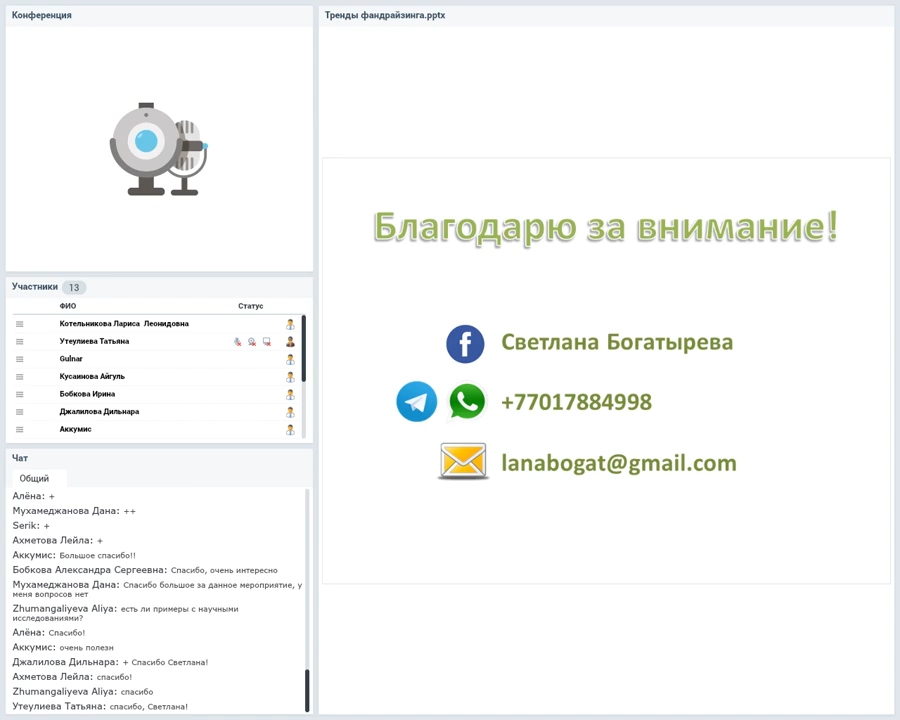 Конференция
Участники 13
ФИО Статус
Котельникова Лариса Леонидовна
Утеулиева Татьяна
Gulnar
Кусаинова Айгуль
Бобкова Ирина
Джалилова Дильнара
Аккумис
Чат
Общий
Алёна: +
Мухамеджанова Дана: ++
Serik: +
Ахметова Лейла: +
Аккумис: Большое спасибо!!
Бобкова Александра Сергеевна: Спасибо, очень интересно
Мухамеджанова Дана: Спасибо большое за данное мероприятие, у
меня вопросов нет
Zhumangaliyeva Aliya: есть ли примеры с научными
исследованиями?
Алёна: Спасибо!
Аккумис: очень полезн
Джалилова Дильнара: + Спасибо Светлана!
Ахметова Лейла: спасибо!
Zhumangaliyeva Aliya: спасибо
Утеулиева Татьяна: спасибо, Светлана!
Тренды фандрайзинга.pptx
Благодарю за внимание!
Светлана Богатырева
+77017884998
lanabogat@gmail.com